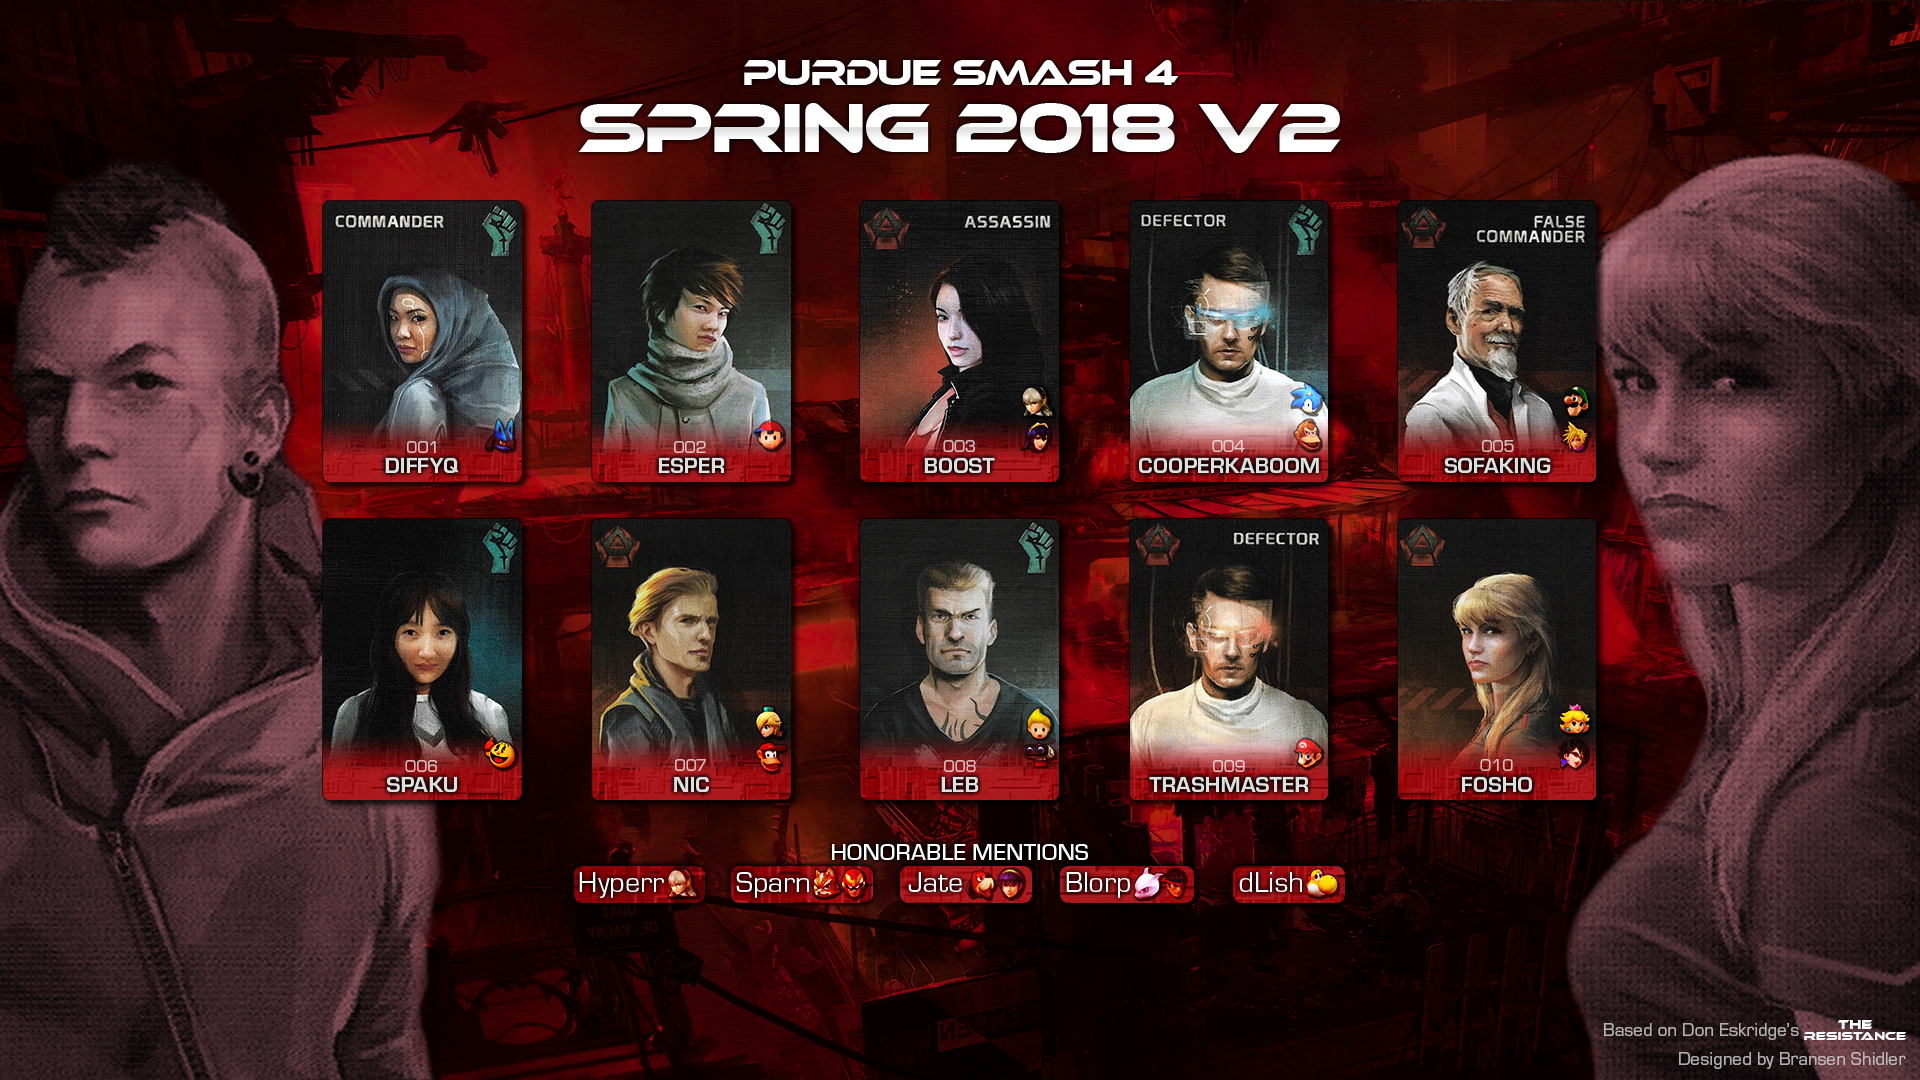 PURDUE SMASH 4
SPRING 2018 V2
COMMANDER
001
DIFFYQ
002
ESPER
ASSASSIN
003
BOOST
DEFECTOR
004
COOPERKABOOM
FALSE
COMMANDER
005
SOFAKING
006
SPAKU
007
NIC
008
LEB
DEFECTOR
009
TRASHMASTER
010
FOSHO
HONORABLE MENTIONS
Hyperr
Sparn
Jate
Blorp
dLish
Based on Don Eskridge's THE RESISTANCE
Designed by Bransen Shidler